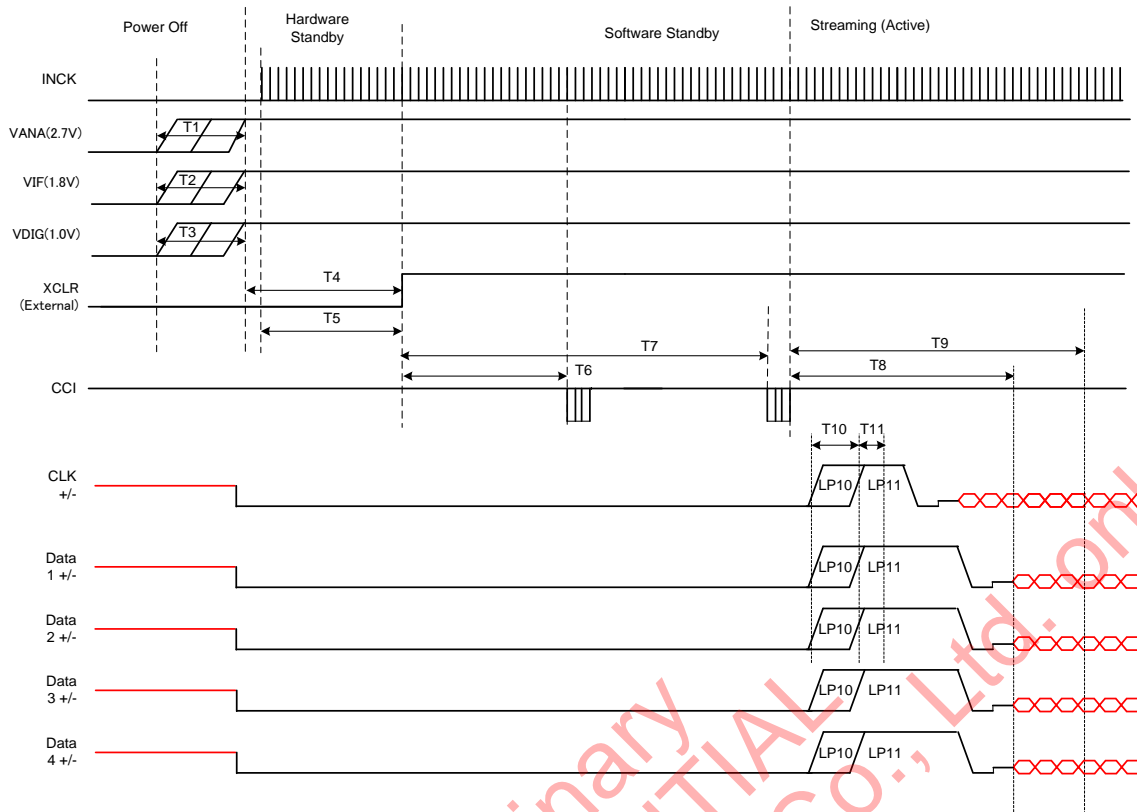 Power Off
Hardware
Standby
Software Standby
Streaming (Active)
INCK
VANA(2.7V)
T1
VIF(1.8V)
T2
VDIG(1.0V)
T3
XCLR
(External)
T4
T5
T7
T9
T6
T8
CCI
T10
T11
CLK
+/-
LP10
LP11
Data
1 +/-
LP10
LP11
Data
2 +/-
LP10
LP11
Data
3 +/-
LP10
LP11
Data
4 +/-
LP10
LP11
Co., Ltd.